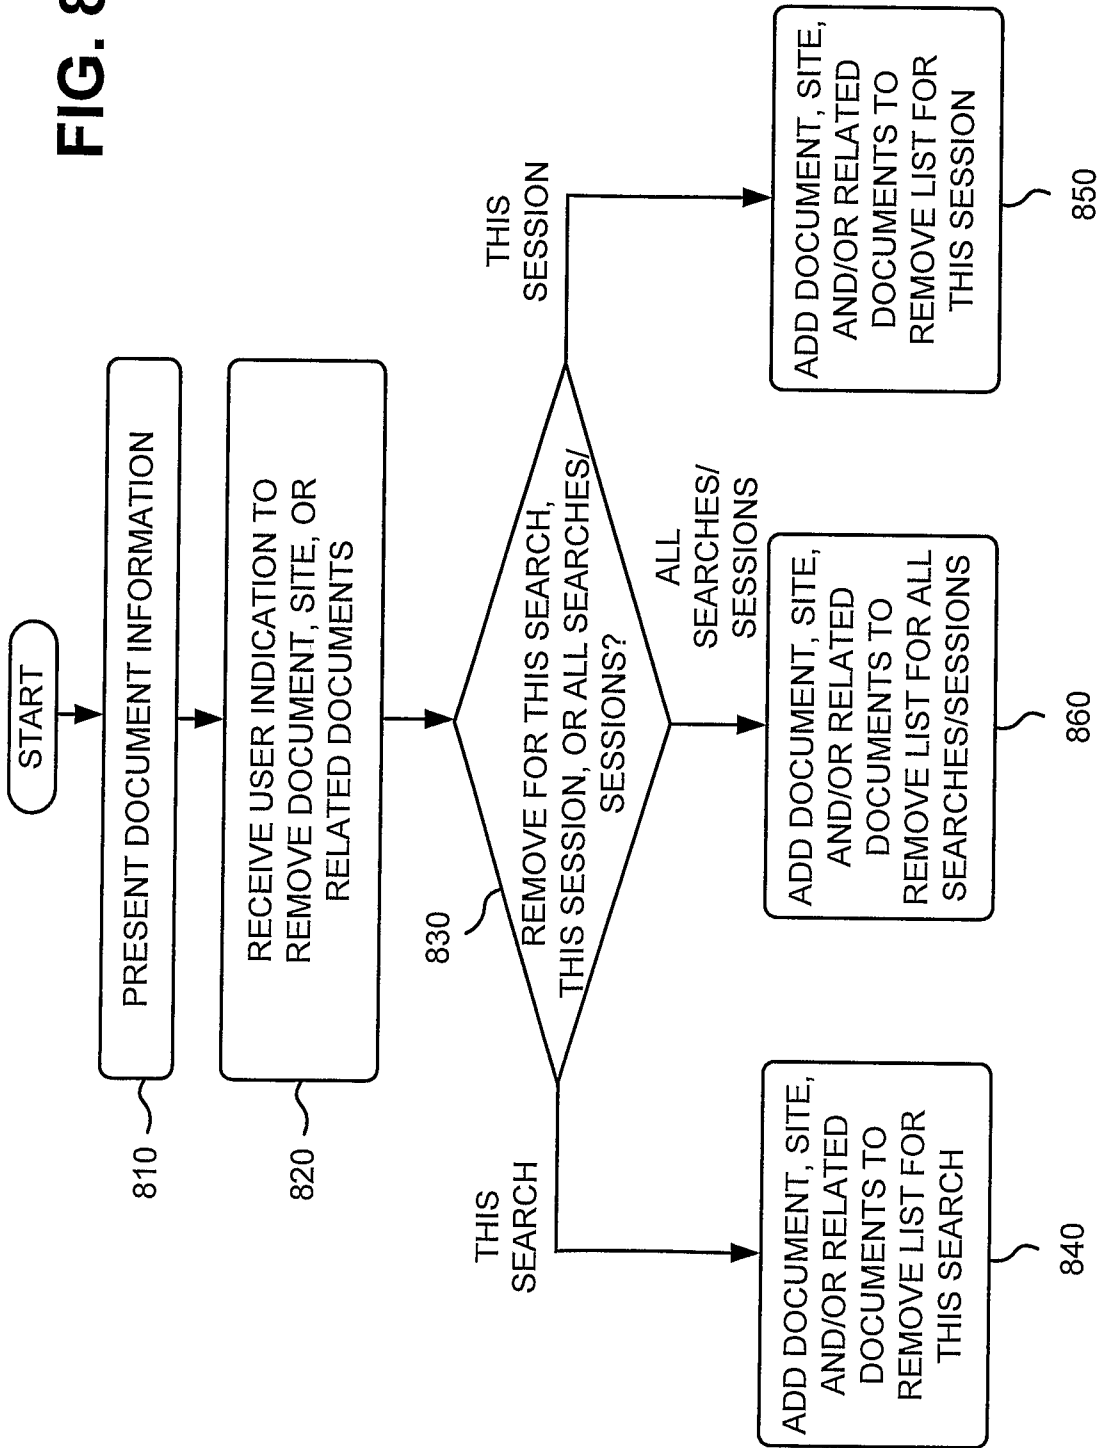 FIG. 8
START
PRESENT DOCUMENT INFORMATION
810
RECEIVE USER INDICATION TO
REMOVE DOCUMENT, SITE, OR
RELATED DOCUMENTS
820
830
REMOVE FOR THIS SEARCH,
THIS SESSION, OR ALL SEARCHES/
SESSIONS?
THIS
SEARCH
ALL
SEARCHES/
SESSIONS
THIS
SESSION
ADD DOCUMENT, SITE,
AND/OR RELATED
DOCUMENTS TO
REMOVE LIST FOR
THIS SEARCH
840
ADD DOCUMENT, SITE,
AND/OR RELATED
DOCUMENTS TO
REMOVE LIST FOR ALL
SEARCHES/SESSIONS
860
ADD DOCUMENT, SITE,
AND/OR RELATED
DOCUMENTS TO
REMOVE LIST FOR
THIS SESSION
850